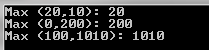 Max (20,10): 20
Max (0,200): 200
Max (100,1010): 1010